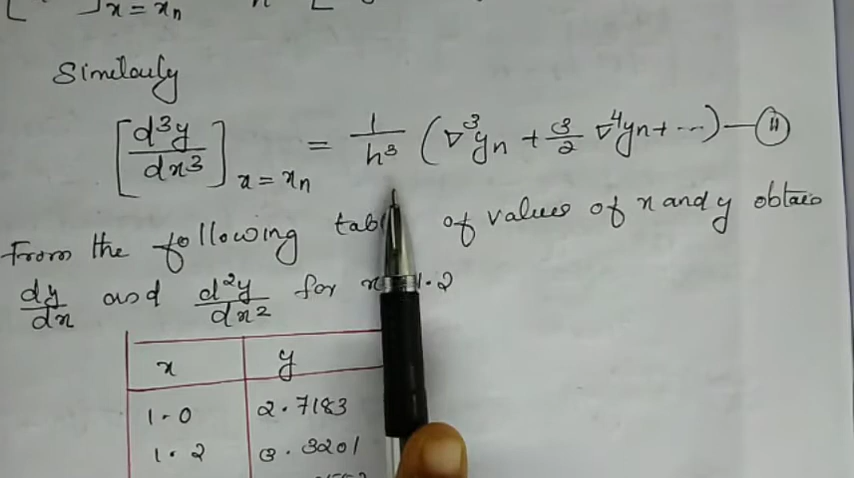 x = xn
Similarly
[d³y/dx³] x = xn = 1/h³ (∇³yn + 3/2 ∇⁴yn + ...) — (11)
From the following of values of x and y obtain
dy/dx and d²y/dx² for 1.2
x y
1.0 2.7183
1.2 3.3201